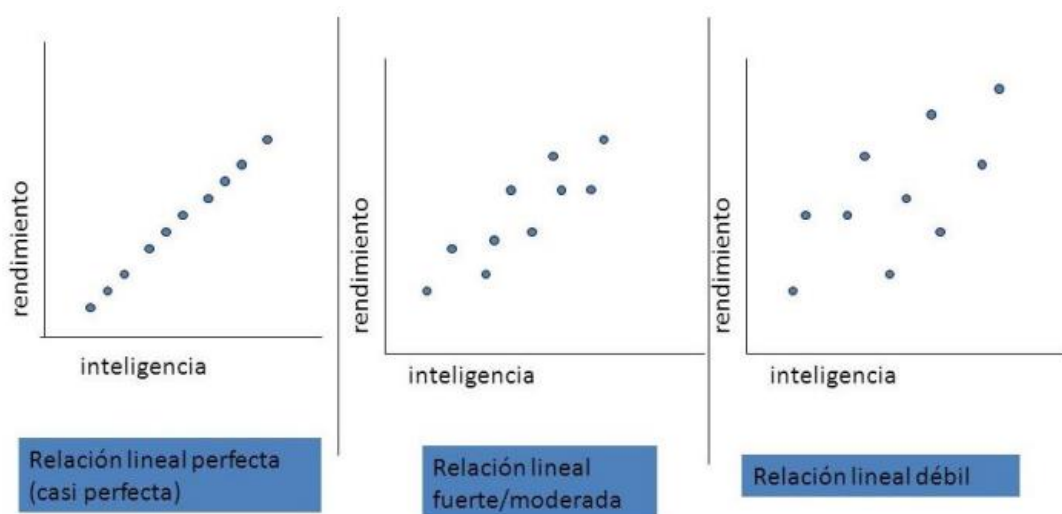 rendimiento
inteligencia
Relación lineal perfecta
(casi perfecta)
rendimiento
inteligencia
Relación lineal
fuerte/moderada
rendimiento
inteligencia
Relación lineal débil